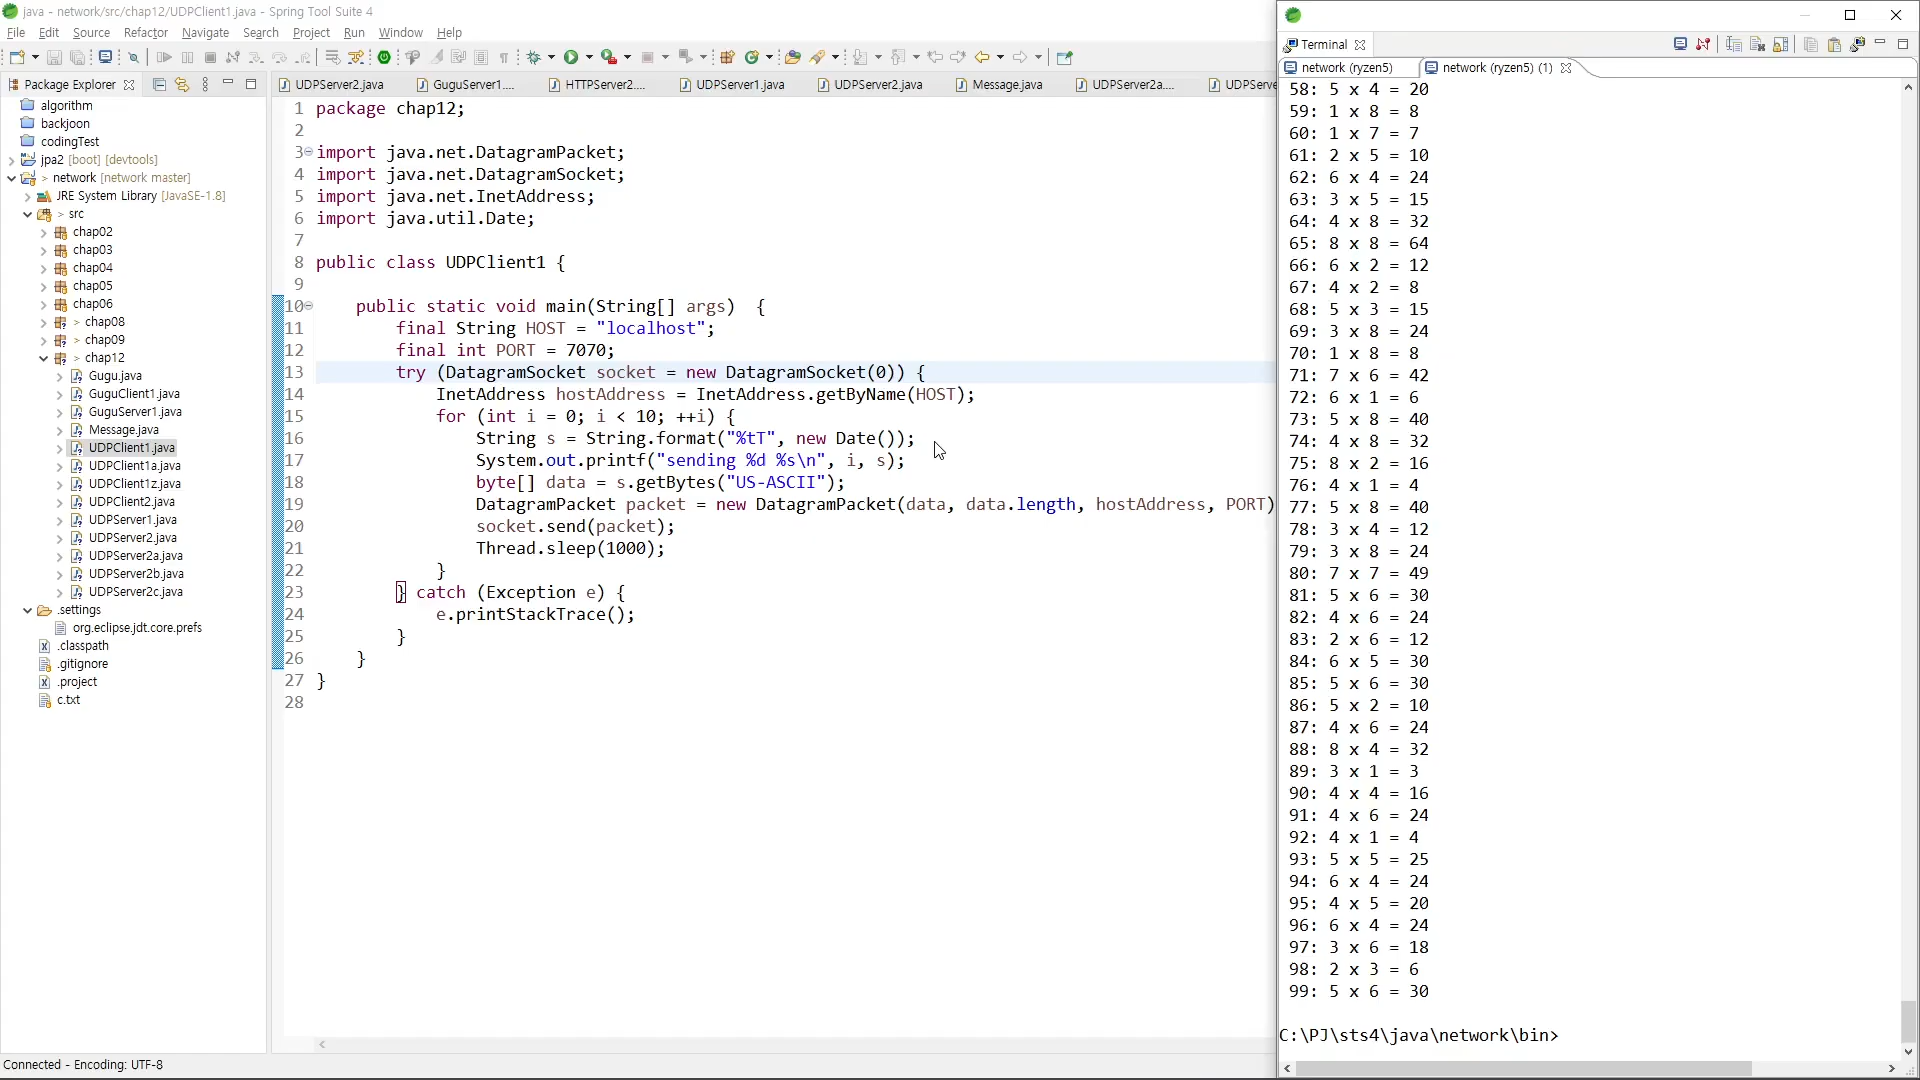 java - network/src/chap12/UDPClient1.java - Spring Tool Suite 4
File Edit Source Refactor Navigate Search Project Run Window Help
Package Explorer
algorithm
backjoon
codingTest
jpa2 [boot] [devtools]
> network [network master]
JRE System Library [JavaSE-1.8]
> src
chap02
chap03
chap04
chap05
chap06
> chap08
> chap09
> chap12
Gugu.java
GuguClient1.java
GuguServer1.java
Message.java
UDPClient1.java
UDPClient1a.java
UDPClient1z.java
UDPClient2.java
UDPServer1.java
UDPServer2.java
UDPServer2a.java
UDPServer2b.java
UDPServer2c.java
.settings
org.eclipse.jdt.core.prefs
.classpath
.gitignore
.project
c.txt
UDPServer2.java GuguServer1.... HTTPServer2.... UDPServer1.java UDPServer2.java Message.java UDPServer2a.... UDPServe
1 package chap12;
2
3 import java.net.DatagramPacket;
4 import java.net.DatagramSocket;
5 import java.net.InetAddress;
6 import java.util.Date;
7
8 public class UDPClient1 {
9
10 public static void main(String[] args) {
11 final String HOST = "localhost";
12 final int PORT = 7070;
13 try (DatagramSocket socket = new DatagramSocket(0)) {
14 InetAddress hostAddress = InetAddress.getByName(HOST);
15 for (int i = 0; i < 10; ++i) {
16 String s = String.format("%tT", new Date());
17 System.out.printf("sending %d %s\n", i, s);
18 byte[] data = s.getBytes("US-ASCII");
19 DatagramPacket packet = new DatagramPacket(data, data.length, hostAddress, PORT)
20 socket.send(packet);
21 Thread.sleep(1000);
22 }
23 } catch (Exception e) {
24 e.printStackTrace();
25 }
26 }
27 }
28
Connected - Encoding: UTF-8
Terminal
network (ryzen5) network (ryzen5) (1)
58: 5 x 4 = 20
59: 1 x 8 = 8
60: 1 x 7 = 7
61: 2 x 5 = 10
62: 6 x 4 = 24
63: 3 x 5 = 15
64: 4 x 8 = 32
65: 8 x 8 = 64
66: 6 x 2 = 12
67: 4 x 2 = 8
68: 5 x 3 = 15
69: 3 x 8 = 24
70: 1 x 8 = 8
71: 7 x 6 = 42
72: 6 x 1 = 6
73: 5 x 8 = 40
74: 4 x 8 = 32
75: 8 x 2 = 16
76: 4 x 1 = 4
77: 5 x 8 = 40
78: 3 x 4 = 12
79: 3 x 8 = 24
80: 7 x 7 = 49
81: 5 x 6 = 30
82: 4 x 6 = 24
83: 2 x 6 = 12
84: 6 x 5 = 30
85: 5 x 6 = 30
86: 5 x 2 = 10
87: 4 x 6 = 24
88: 8 x 4 = 32
89: 3 x 1 = 3
90: 4 x 4 = 16
91: 4 x 6 = 24
92: 4 x 1 = 4
93: 5 x 5 = 25
94: 6 x 4 = 24
95: 4 x 5 = 20
96: 6 x 4 = 24
97: 3 x 6 = 18
98: 2 x 3 = 6
99: 5 x 6 = 30
C:\PJ\sts4\java\network\bin>